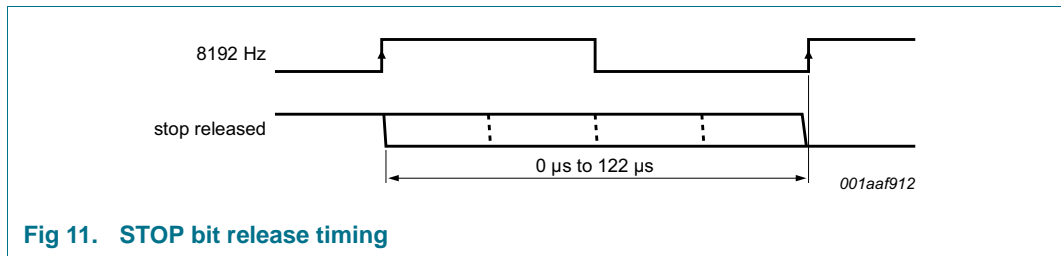 8192 Hz
stop released
0 μs to 122 μs
001aaf912
Fig 11. STOP bit release timing